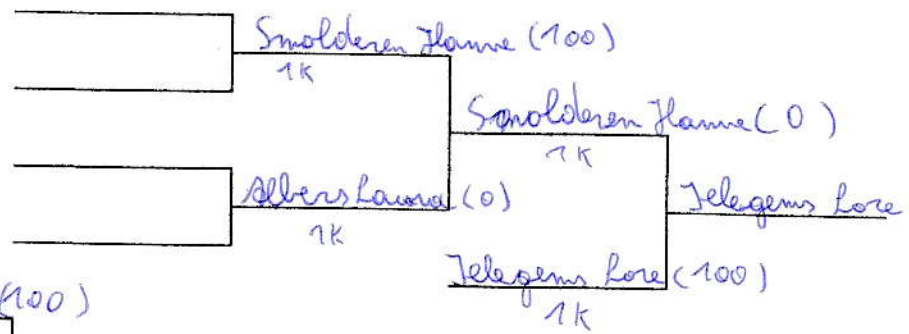 Smolderen Hanne (100)
1K
Smolderen Hanne (0)
1K
Albers Laura (0)
1K
Telegems Lore
Telegems Lore (100)
1K
(100)